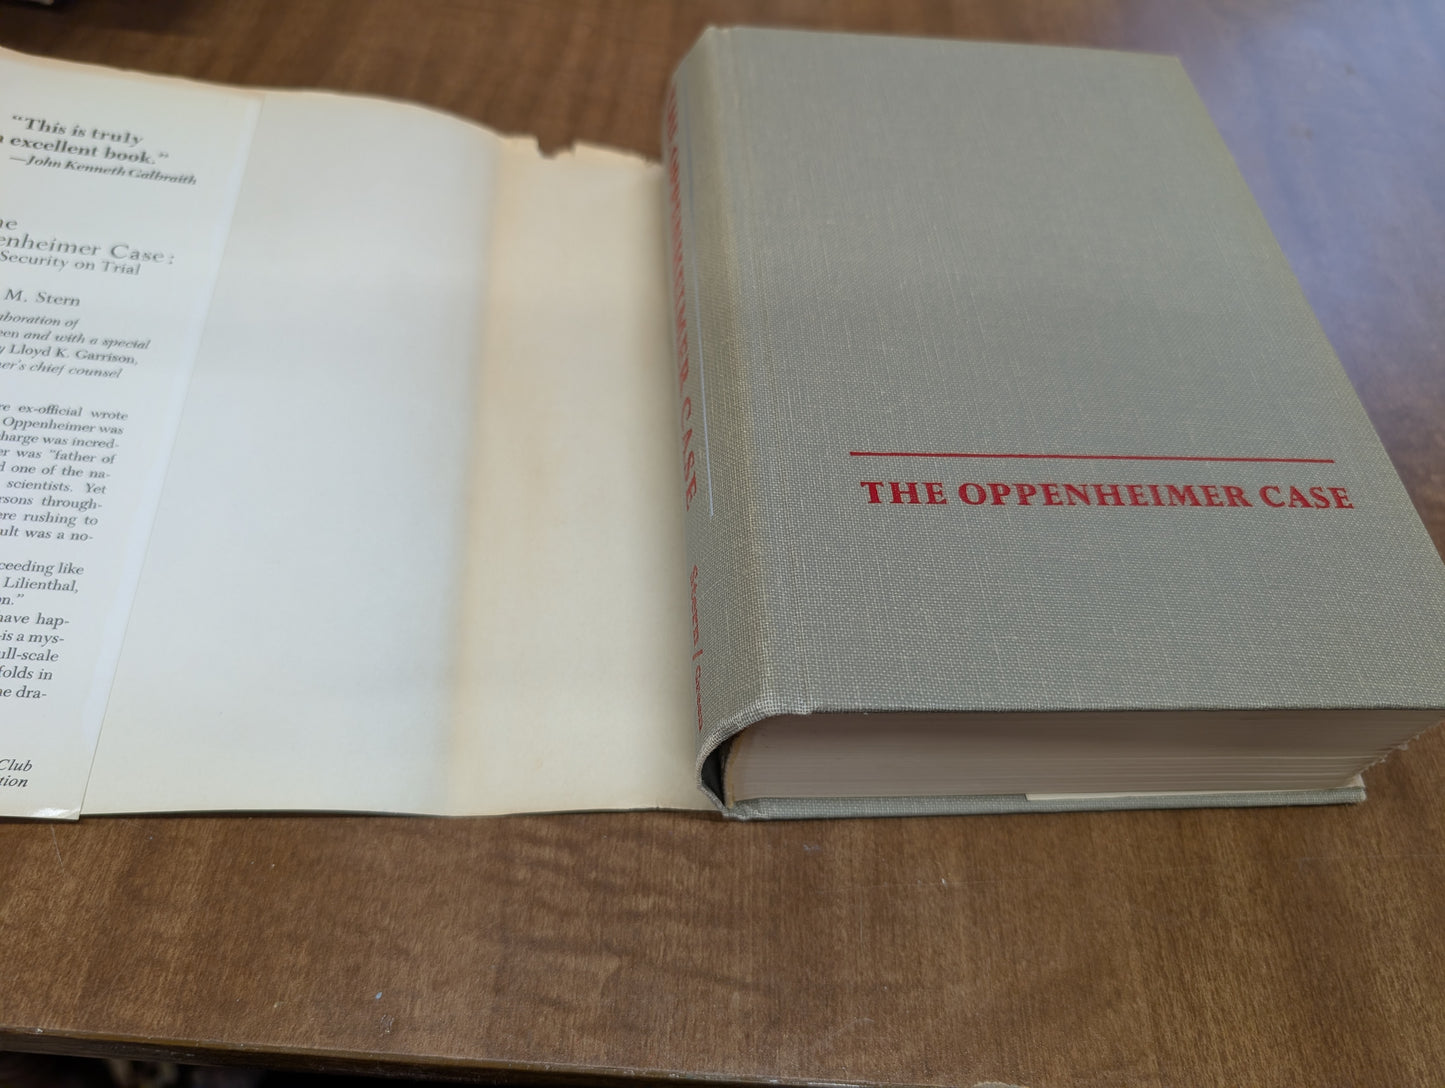 “This is truly
excellent book.”
—John Kenneth Galbraith
enheimer Case:
Security on Trial
M. Stern
aboration of
een and with a special
y Lloyd K. Garrison,
er's chief counsel
re ex-official wrote
Oppenheimer was
harge was incred-
er was "father of
d one of the na-
scientists. Yet
rsons through-
ere rushing to
ult was a no-
ceeding like
Lilienthal,
on."
have hap-
is a mys-
ull-scale
folds in
he dra-
Club
tion
THE OPPENHEIMER CASE
Stern
THE OPPENHEIMER CASE